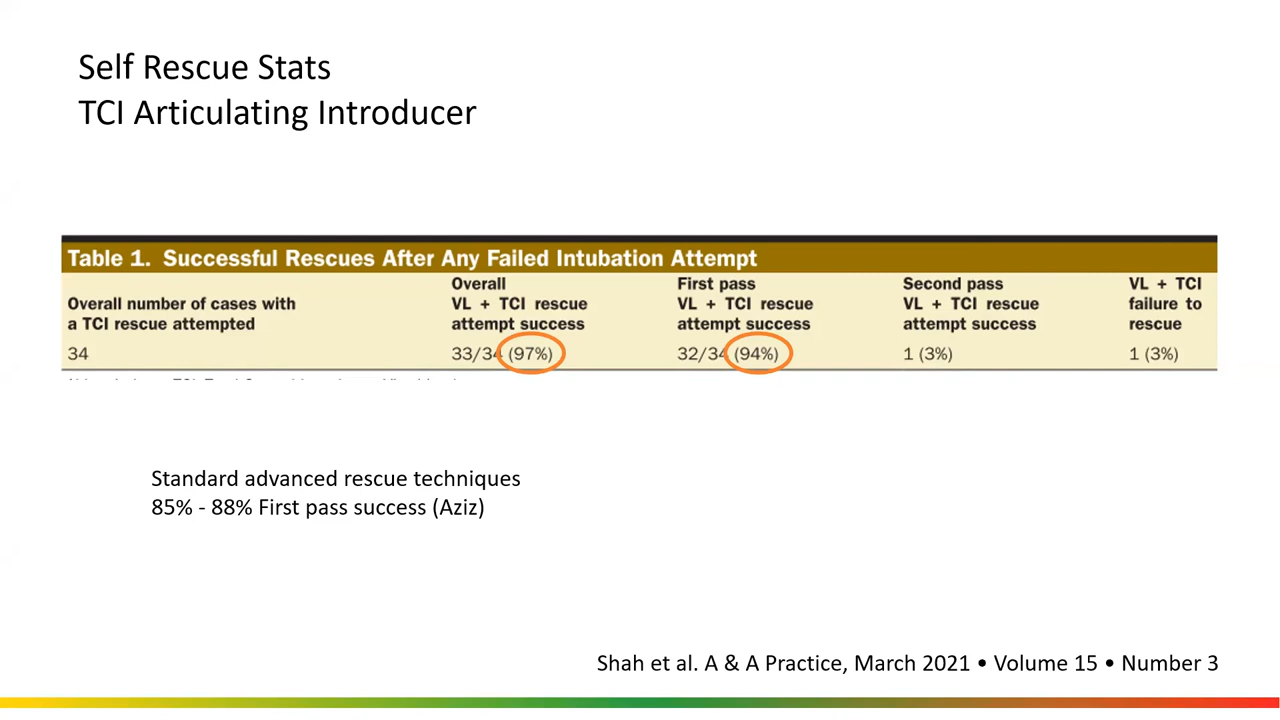 Self Rescue Stats
TCI Articulating Introducer
Table 1. Successful Rescues After Any Failed Intubation Attempt
Overall number of cases with
a TCI rescue attempted
Overall
VL + TCI rescue
attempt success
First pass
VL + TCI rescue
attempt success
Second pass
VL + TCI rescue
attempt success
VL + TCI
failure to
rescue
34
33/34 (97%)
32/34 (94%)
1 (3%)
1 (3%)
Standard advanced rescue techniques
85% - 88% First pass success (Aziz)
Shah et al. A & A Practice, March 2021 • Volume 15 • Number 3